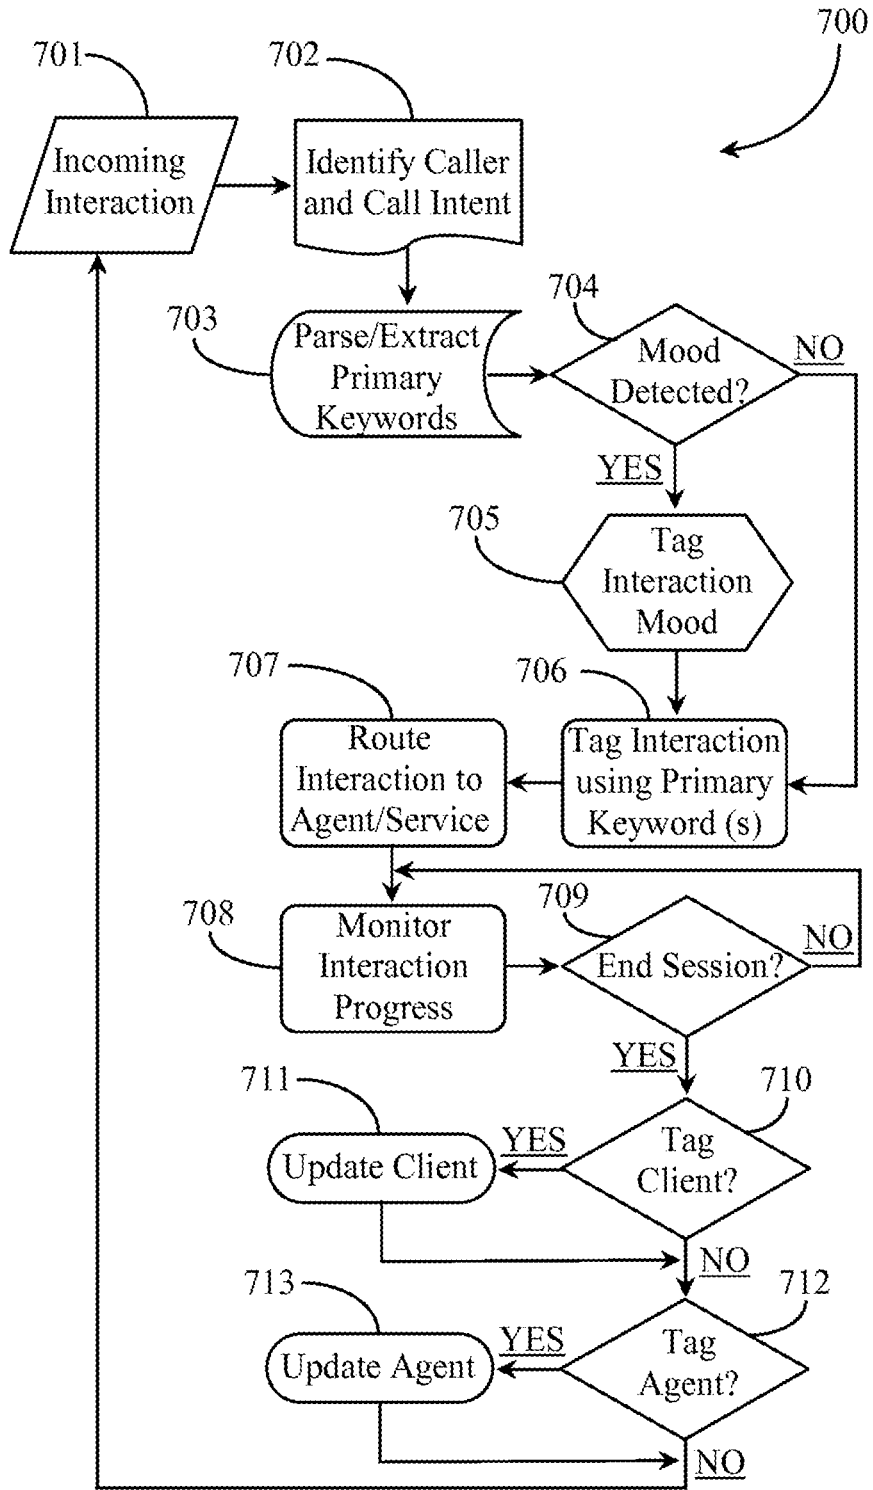 700
701
702
Incoming
Interaction
Identify Caller
and Call Intent
703
704
Parse/Extract
Primary
Keywords
Mood
Detected?
NO
YES
705
Tag
Interaction
Mood
707
706
Route
Interaction to
Agent/Service
Tag Interaction
using Primary
Keyword (s)
708
709
Monitor
Interaction
Progress
End Session?
NO
YES
711
710
Update Client
YES
Tag
Client?
NO
713
712
Update Agent
YES
Tag
Agent?
NO